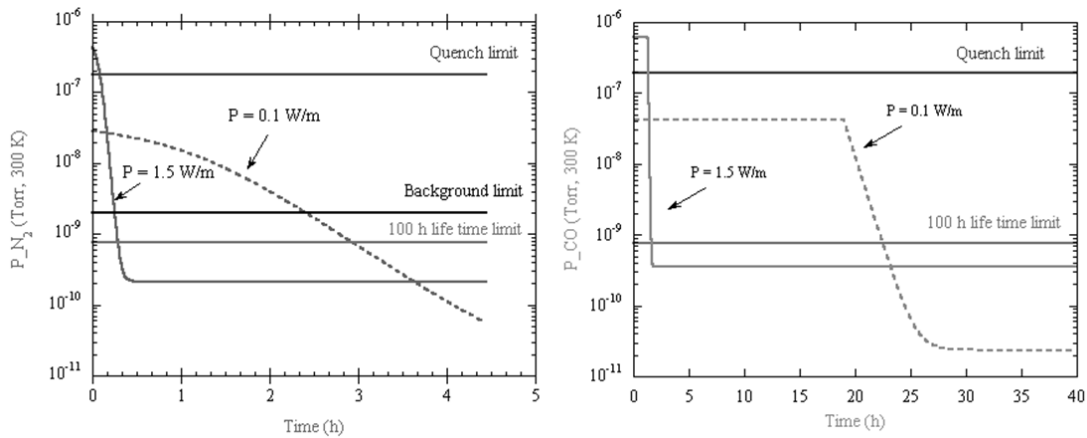 10^-6
10^-7
10^-8
10^-9
10^-10
10^-11
P_N₂ (Torr, 300 K)
Quench limit
P = 0.1 W/m
P = 1.5 W/m
Background limit
100 h life time limit
0 1 2 3 4 5
Time (h)
10^-6
10^-7
10^-8
10^-9
10^-10
10^-11
P_CO (Torr, 300 K)
Quench limit
P = 0.1 W/m
P = 1.5 W/m
100 h life time limit
0 5 10 15 20 25 30 35 40
Time (h)